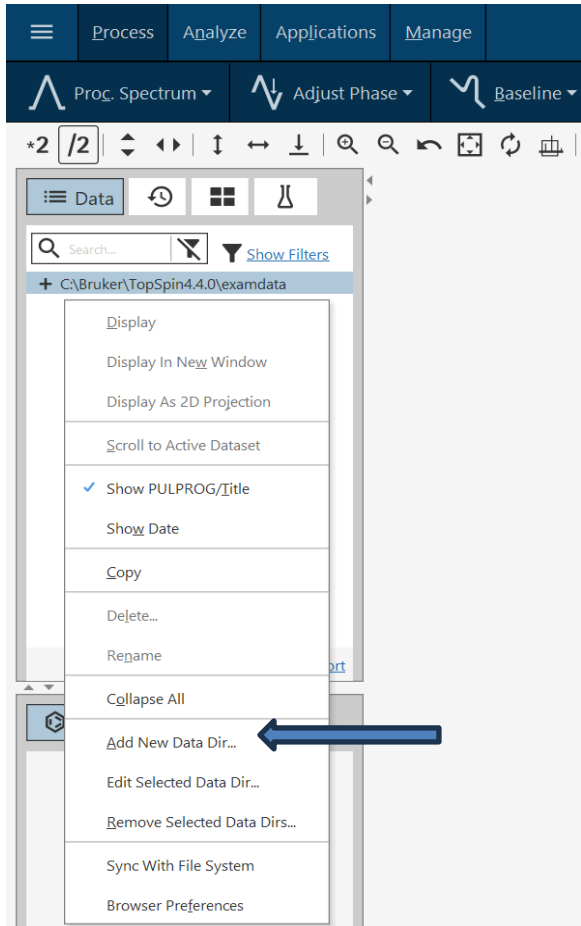 Process Analyze Applications Manage
Proc. Spectrum Adjust Phase Baseline
*2 /2
Data
Search... Show Filters
+ C:\Bruker\TopSpin4.4.0\examdata
Display
Display In New Window
Display As 2D Projection
Scroll to Active Dataset
Show PULPROG/Title
Show Date
Copy
Delete...
Rename
ort
Collapse All
Add New Data Dir...
Edit Selected Data Dir...
Remove Selected Data Dirs...
Sync With File System
Browser Preferences